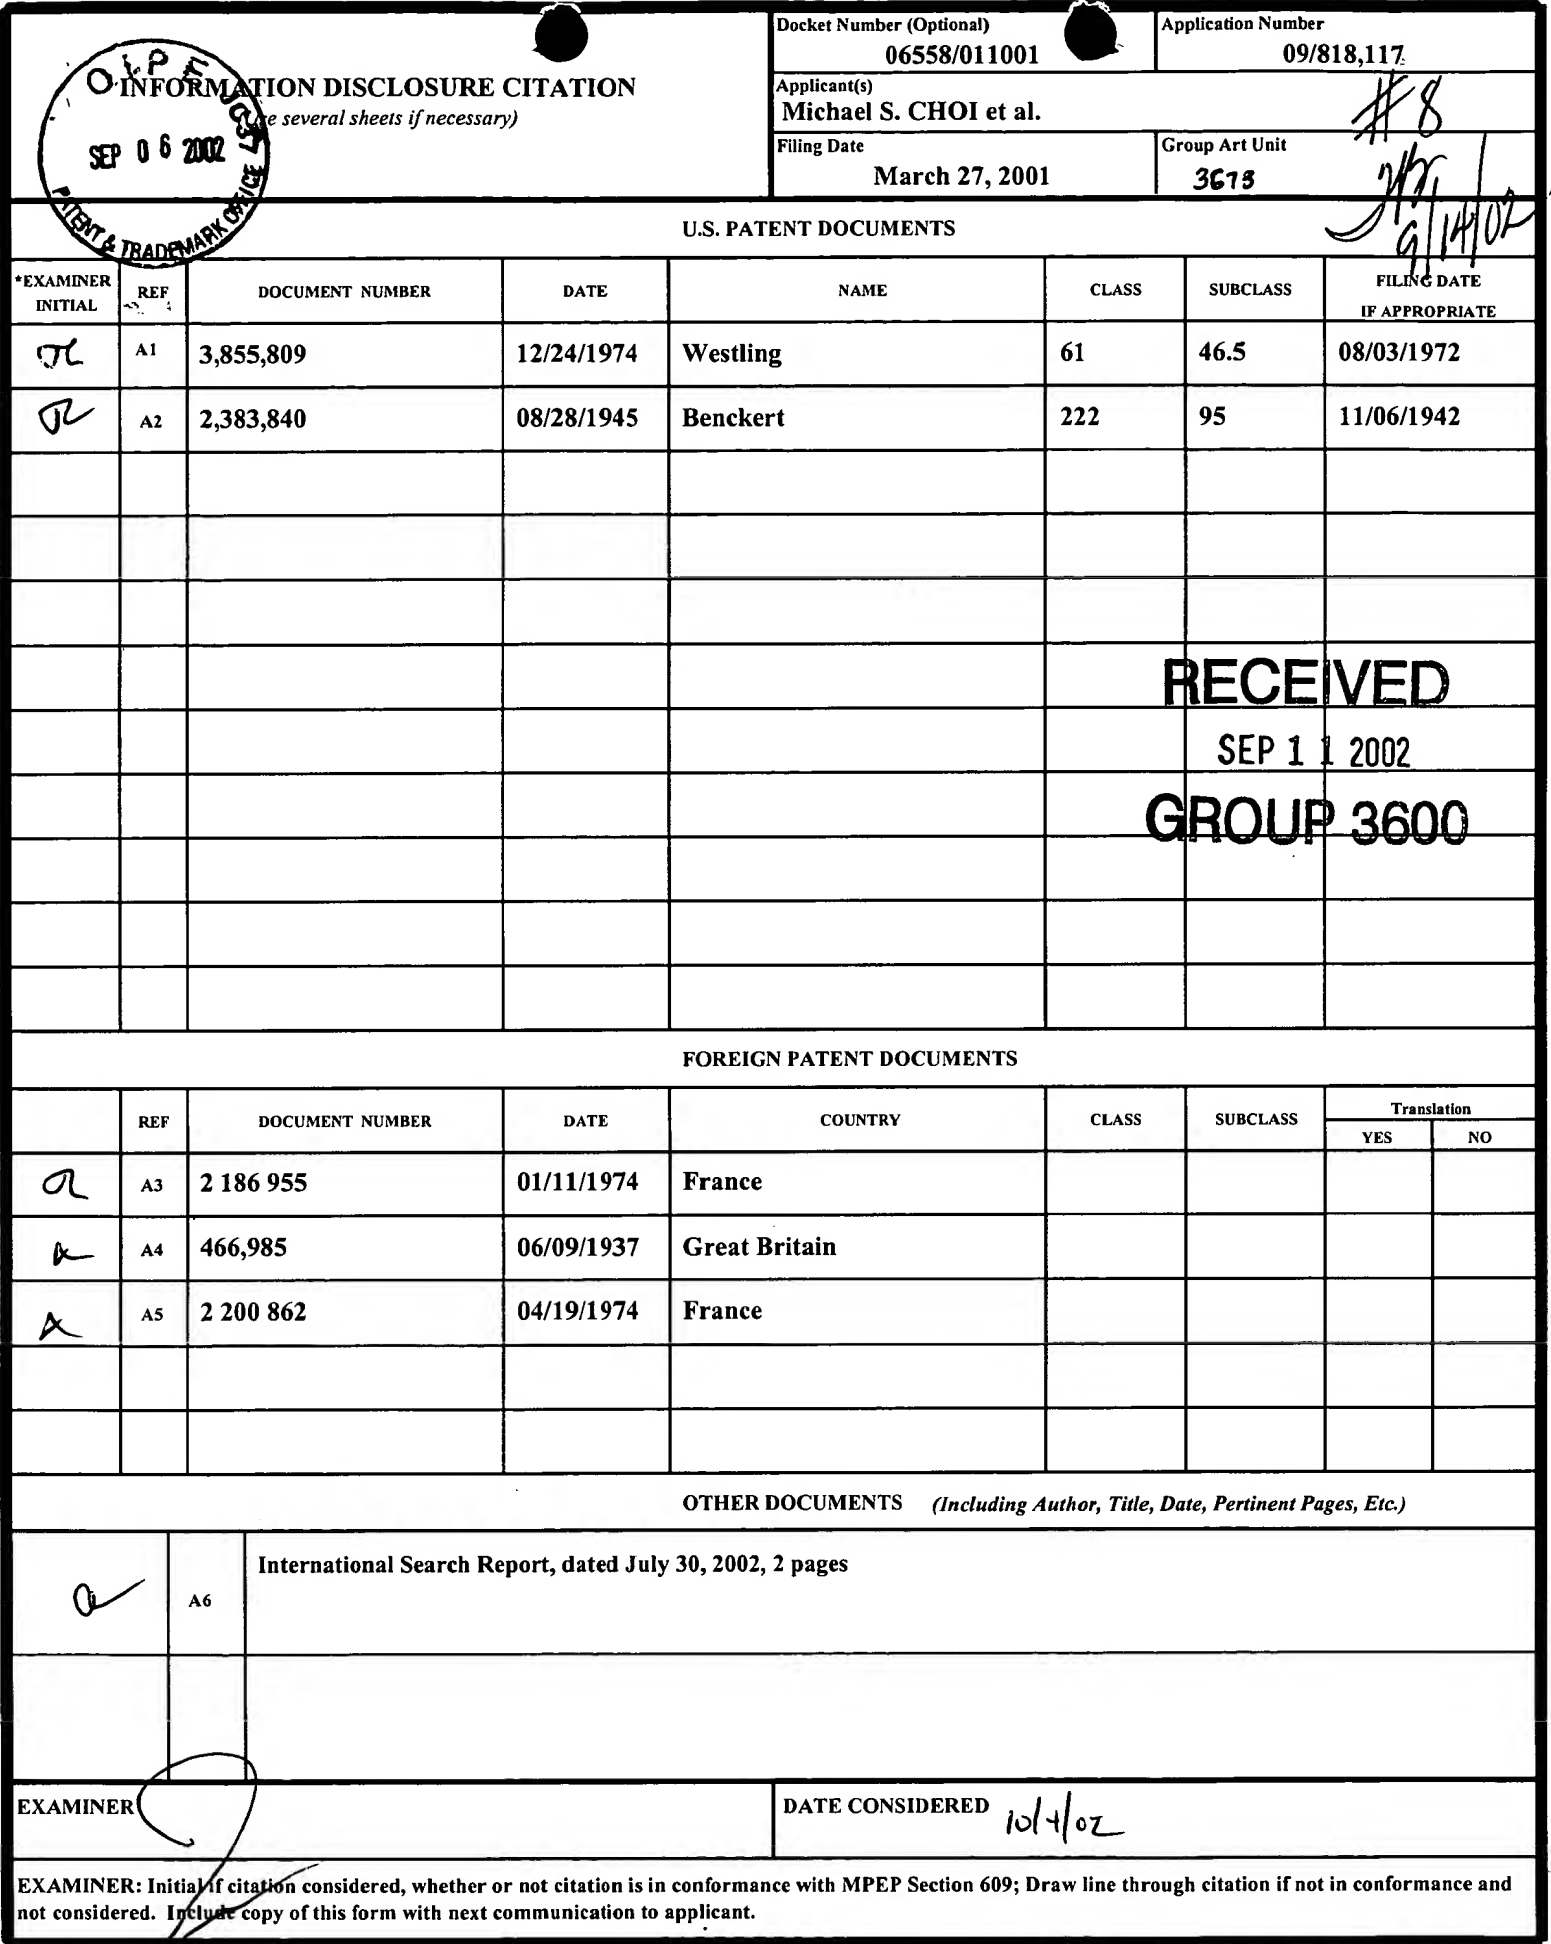 Docket Number (Optional)
06558/011001
Application Number
09/818,117
INFORMATION DISCLOSURE CITATION
several sheets if necessary)
O I P E JC37
SEP 06 2002
PATENT & TRADEMARK OFFICE
Applicant(s)
Michael S. CHOI et al.
#8
Filing Date
March 27, 2001
Group Art Unit
3673
9/14/02
U.S. PATENT DOCUMENTS
*EXAMINER INITIAL REF DOCUMENT NUMBER DATE NAME CLASS SUBCLASS FILING DATE IF APPROPRIATE
A1 3,855,809 12/24/1974 Westling 61 46.5 08/03/1972
A2 2,383,840 08/28/1945 Benckert 222 95 11/06/1942
RECEIVED
SEP 11 2002
GROUP 3600
FOREIGN PATENT DOCUMENTS
REF DOCUMENT NUMBER DATE COUNTRY CLASS SUBCLASS Translation
YES NO
A3 2 186 955 01/11/1974 France
A4 466,985 06/09/1937 Great Britain
A5 2 200 862 04/19/1974 France
OTHER DOCUMENTS (Including Author, Title, Date, Pertinent Pages, Etc.)
International Search Report, dated July 30, 2002, 2 pages
A6
EXAMINER
DATE CONSIDERED 10/4/02
EXAMINER: Initial if citation considered, whether or not citation is in conformance with MPEP Section 609; Draw line through citation if not in conformance and
not considered. Include copy of this form with next communication to applicant.